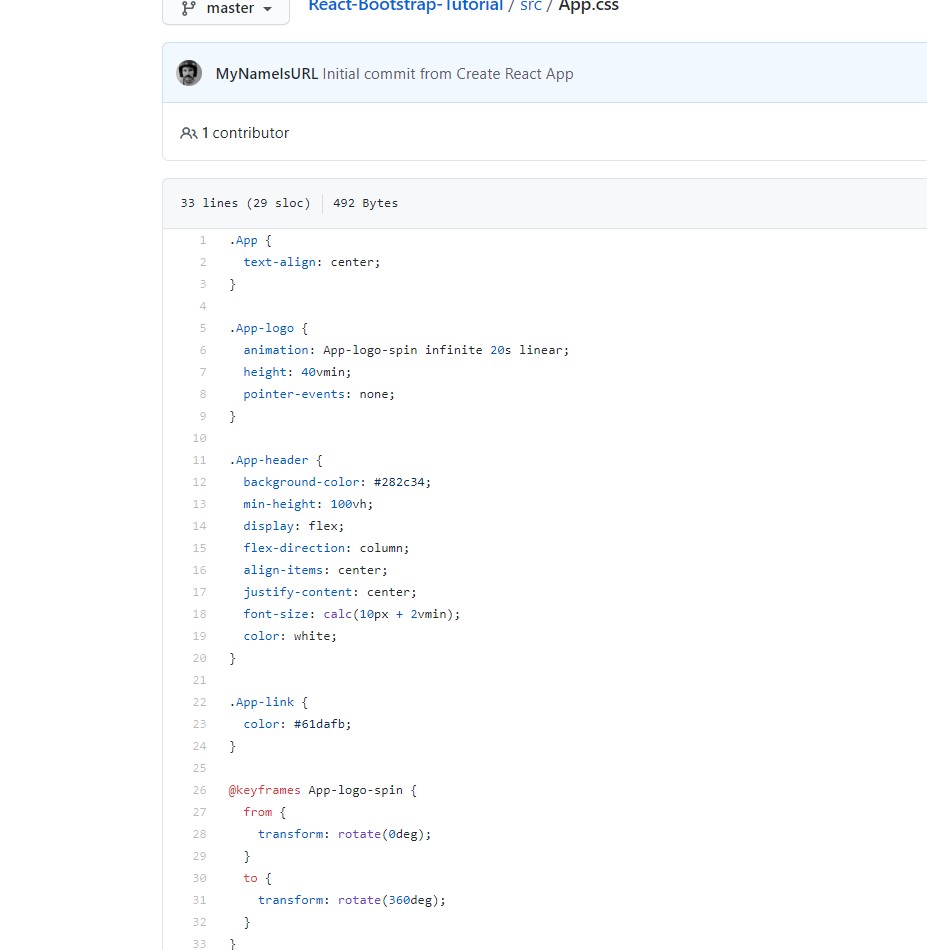 master
React-Bootstrap-Tutorial / src / App.css
MyNameIsURL Initial commit from Create React App
1 contributor
33 lines (29 sloc) 492 Bytes
1 .App {
2 text-align: center;
3 }
4
5 .App-logo {
6 animation: App-logo-spin infinite 20s linear;
7 height: 40vmin;
8 pointer-events: none;
9 }
10
11 .App-header {
12 background-color: #282c34;
13 min-height: 100vh;
14 display: flex;
15 flex-direction: column;
16 align-items: center;
17 justify-content: center;
18 font-size: calc(10px + 2vmin);
19 color: white;
20 }
21
22 .App-link {
23 color: #61dafb;
24 }
25
26 @keyframes App-logo-spin {
27 from {
28 transform: rotate(0deg);
29 }
30 to {
31 transform: rotate(360deg);
32 }
33 }